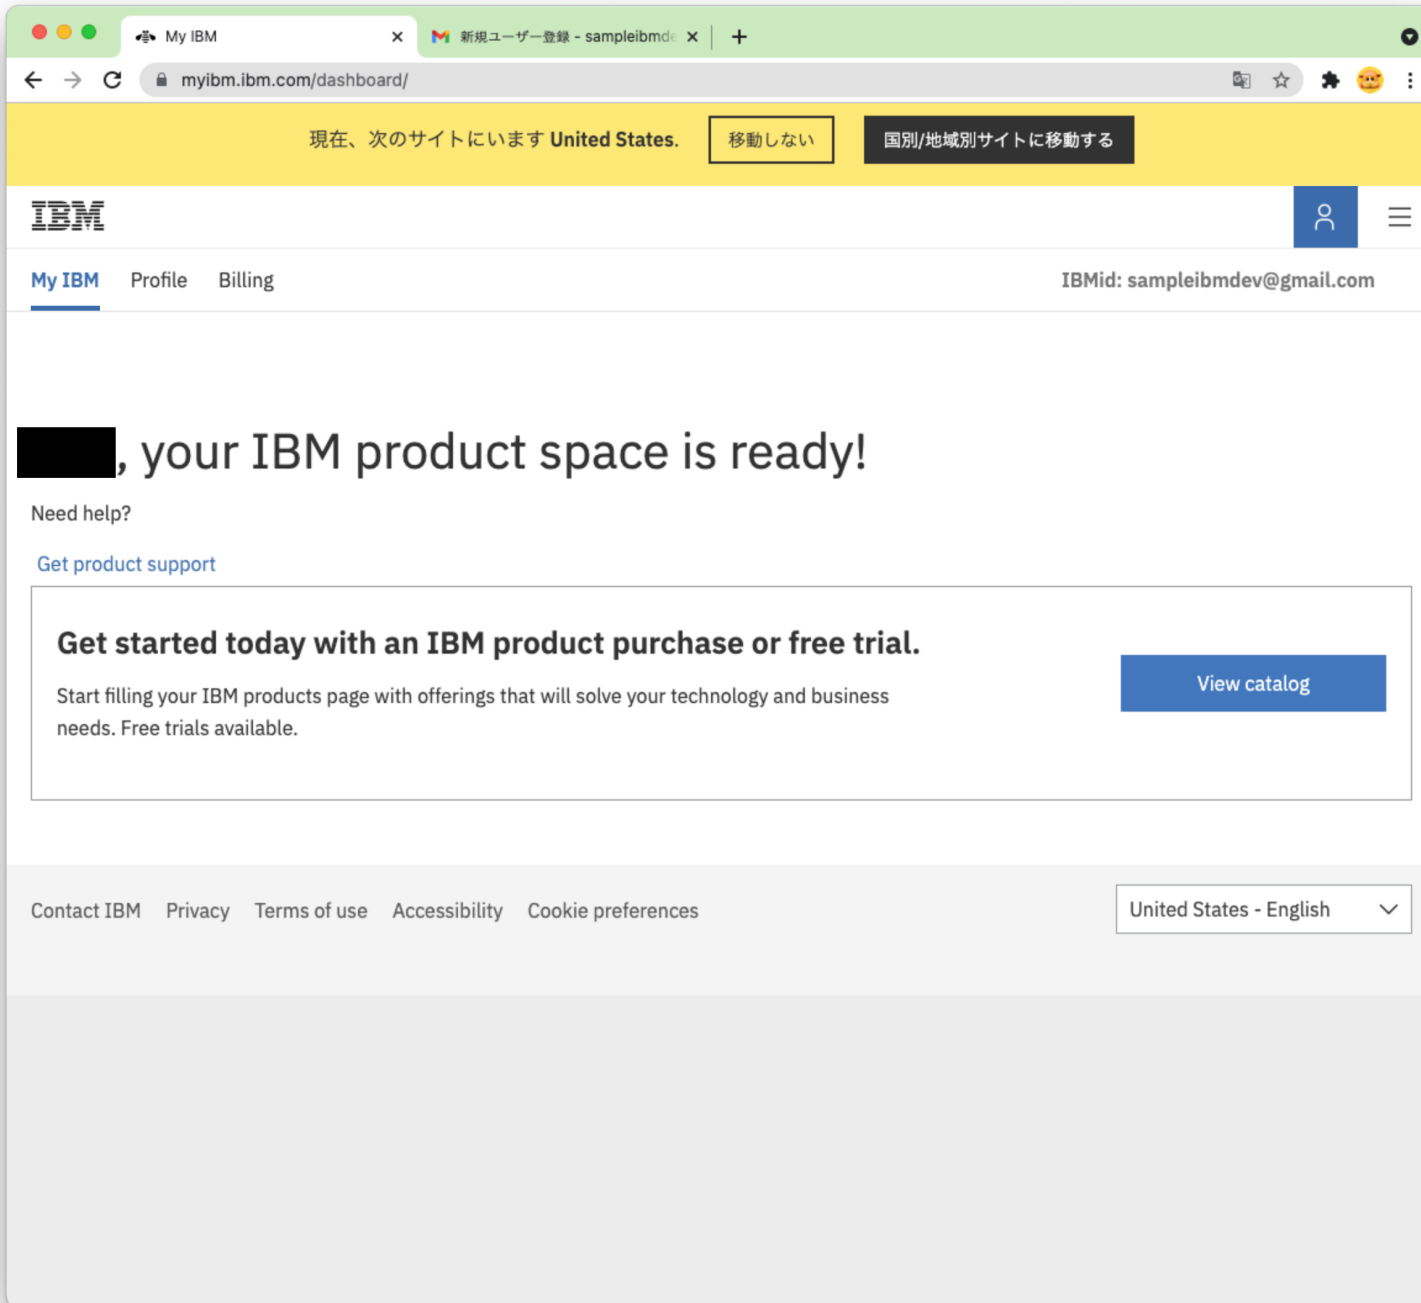 My IBM
新規ユーザー登録 - sampleibmde
myibm.ibm.com/dashboard/
現在、次のサイトにいます United States.
移動しない
国別/地域別サイトに移動する
IBM
My IBM Profile Billing IBMid: sampleibmdev@gmail.com
, your IBM product space is ready!
Need help?
Get product support
Get started today with an IBM product purchase or free trial.
Start filling your IBM products page with offerings that will solve your technology and business
needs. Free trials available.
View catalog
Contact IBM Privacy Terms of use Accessibility Cookie preferences
United States - English